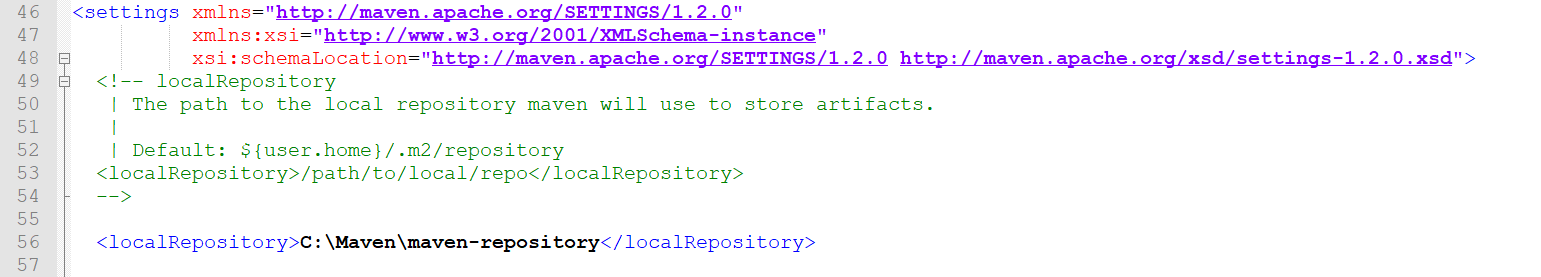 46 <settings xmlns="http://maven.apache.org/SETTINGS/1.2.0"
47 xmlns:xsi="http://www.w3.org/2001/XMLSchema-instance"
48 xsi:schemaLocation="http://maven.apache.org/SETTINGS/1.2.0 http://maven.apache.org/xsd/settings-1.2.0.xsd">
49 <!-- localRepository
50 | The path to the local repository maven will use to store artifacts.
51 |
52 | Default: ${user.home}/.m2/repository
53 <localRepository>/path/to/local/repo</localRepository>
54 -->
55
56 <localRepository>C:\Maven\maven-repository</localRepository>
57